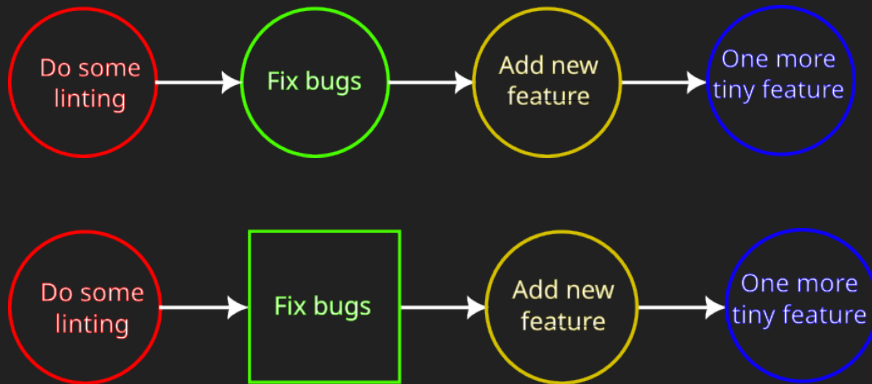 Do some
linting
Fix bugs
Add new
feature
One more
tiny feature
Do some
linting
Fix bugs
Add new
feature
One more
tiny feature